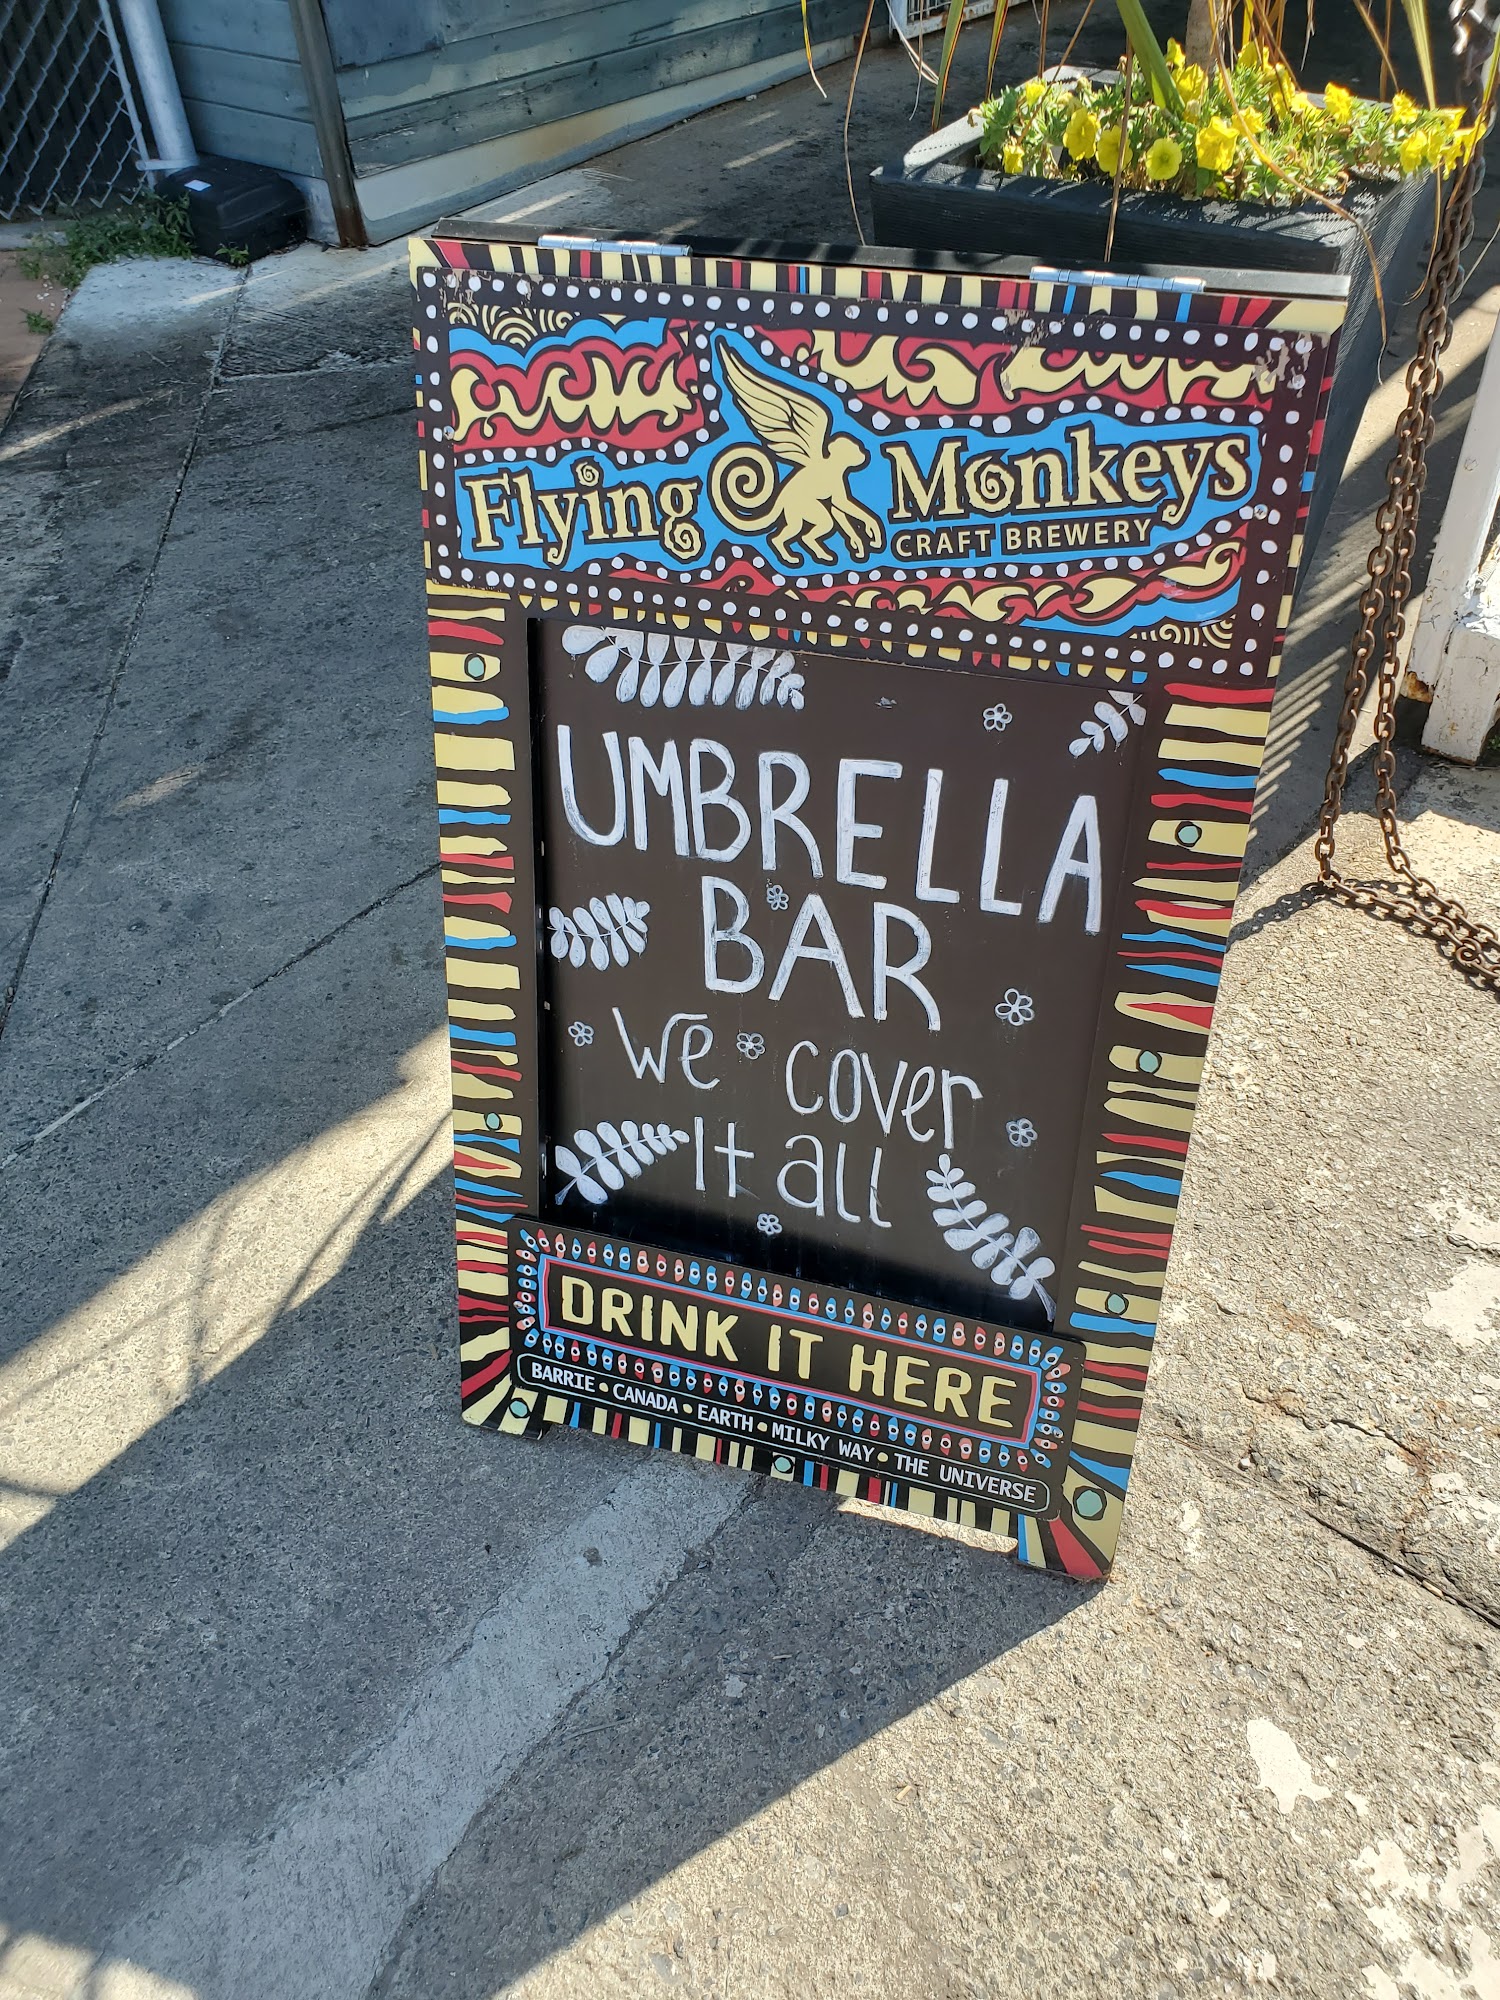 Flying Monkeys
CRAFT BREWERY
UMBRELLA
BAR
We cover
It all
DRINK IT HERE
BARRIE • CANADA • EARTH • MILKY WAY • THE UNIVERSE